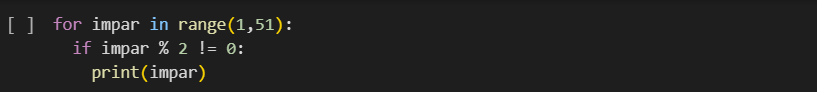 [ ] for impar in range(1,51):
      if impar % 2 != 0:
        print(impar)